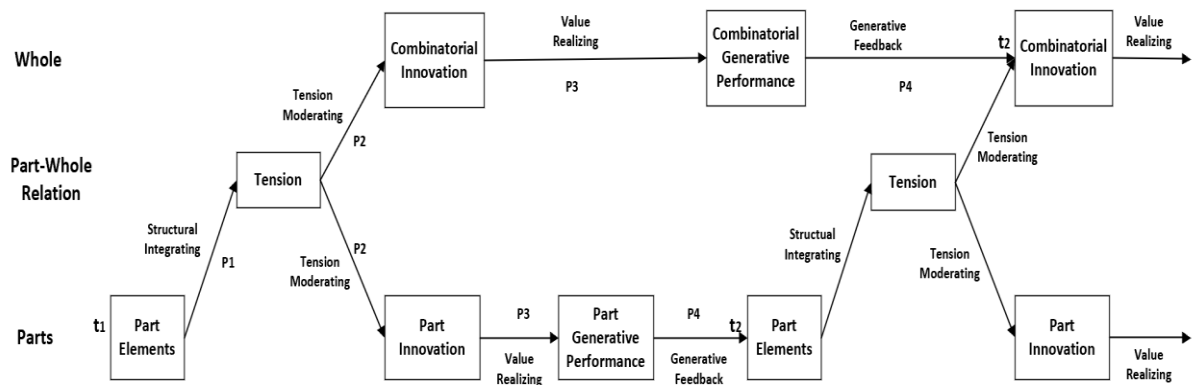 Whole
Combinatorial
Innovation
Value
Realizing
P3
Combinatorial
Generative
Performance
Generative
Feedback
P4
t2
Combinatorial
Innovation
Value
Realizing
Tension
Moderating
P2
Tension
Moderating
Part-Whole
Relation
Tension
Tension
Structural
Integrating
P1
P2
Tension
Moderating
Structual
Integrating
Tension
Moderating
Parts
t1
Part
Elements
Part
Innovation
P3
Value
Realizing
Part
Generative
Performance
P4
Generative
Feedback
t2
Part
Elements
Part
Innovation
Value
Realizing